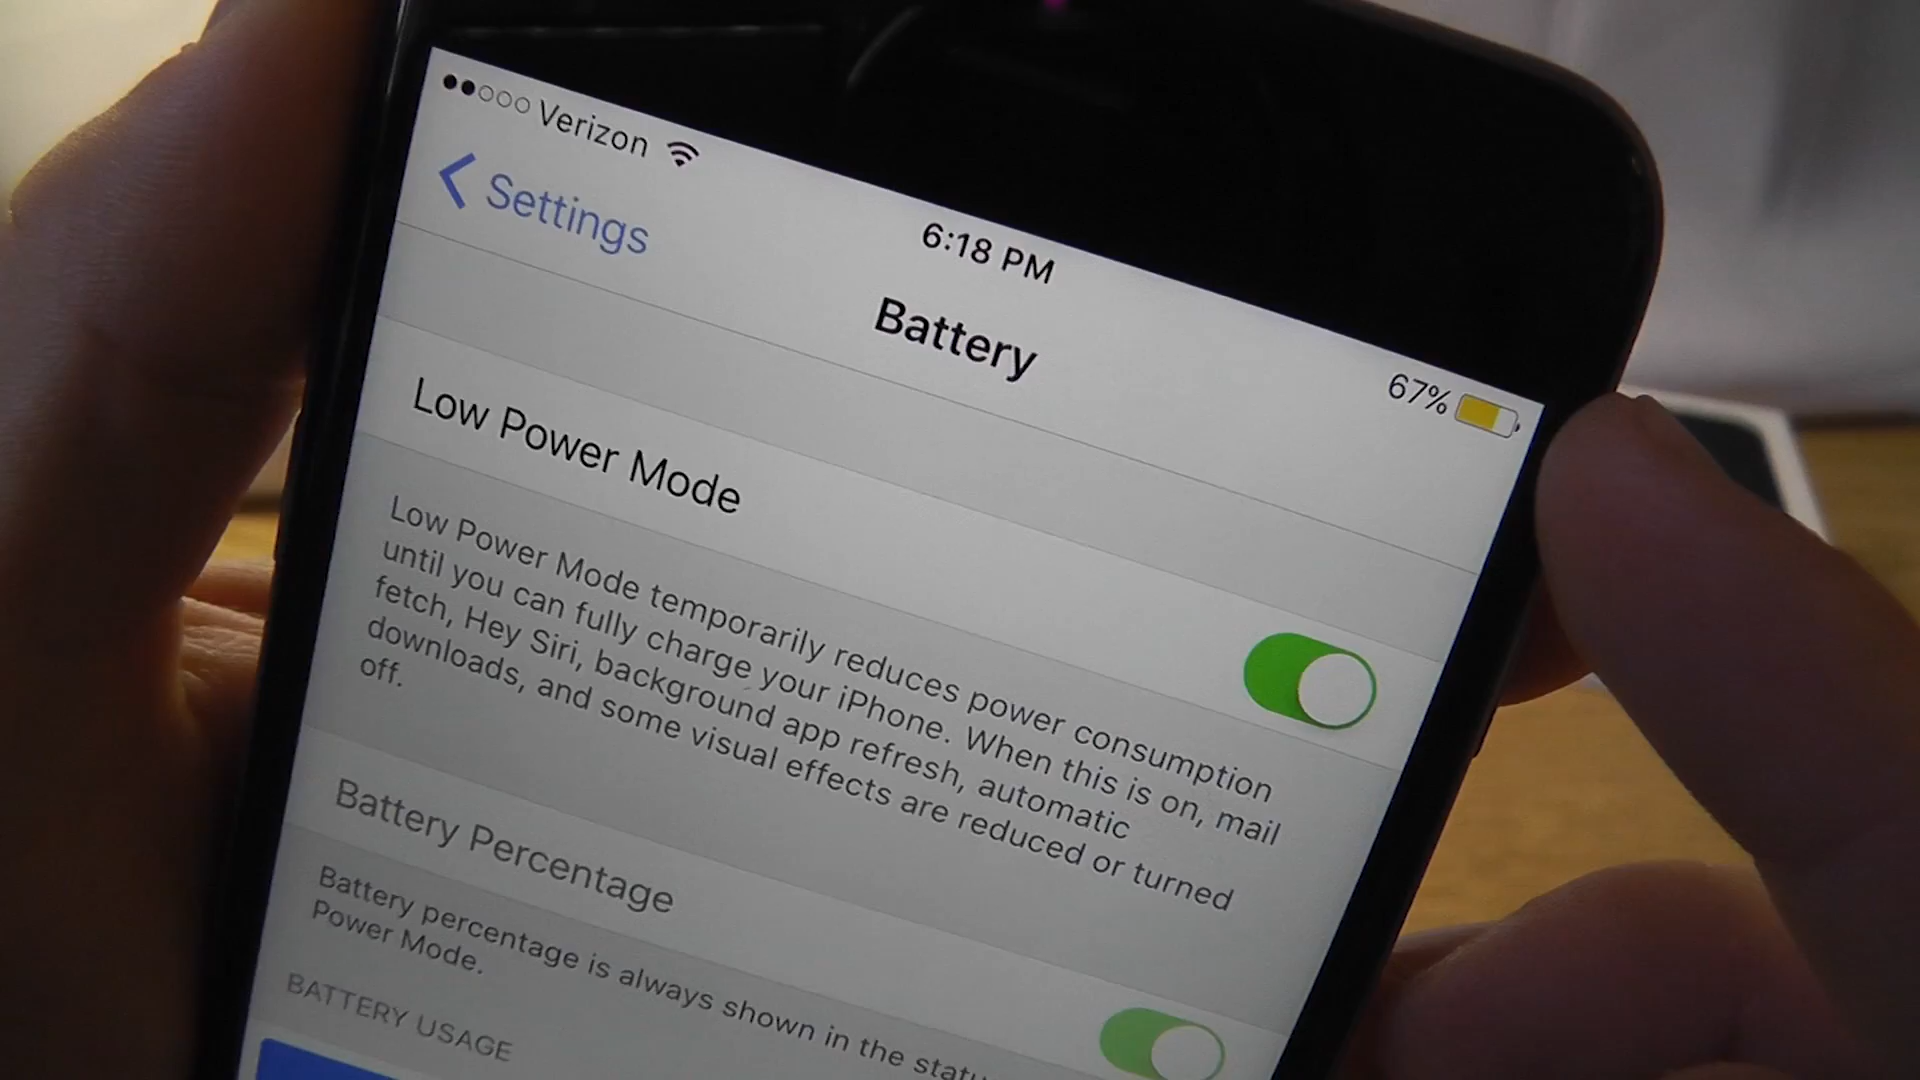 Verizon
6:18 PM
67%
Settings
Battery
Low Power Mode
Low Power Mode temporarily reduces power consumption
until you can fully charge your iPhone. When this is on, mail
fetch, Hey Siri, background app refresh, automatic
downloads, and some visual effects are reduced or turned
off.
Battery Percentage
Battery percentage is always shown in the
Power Mode.
BATTERY USAGE